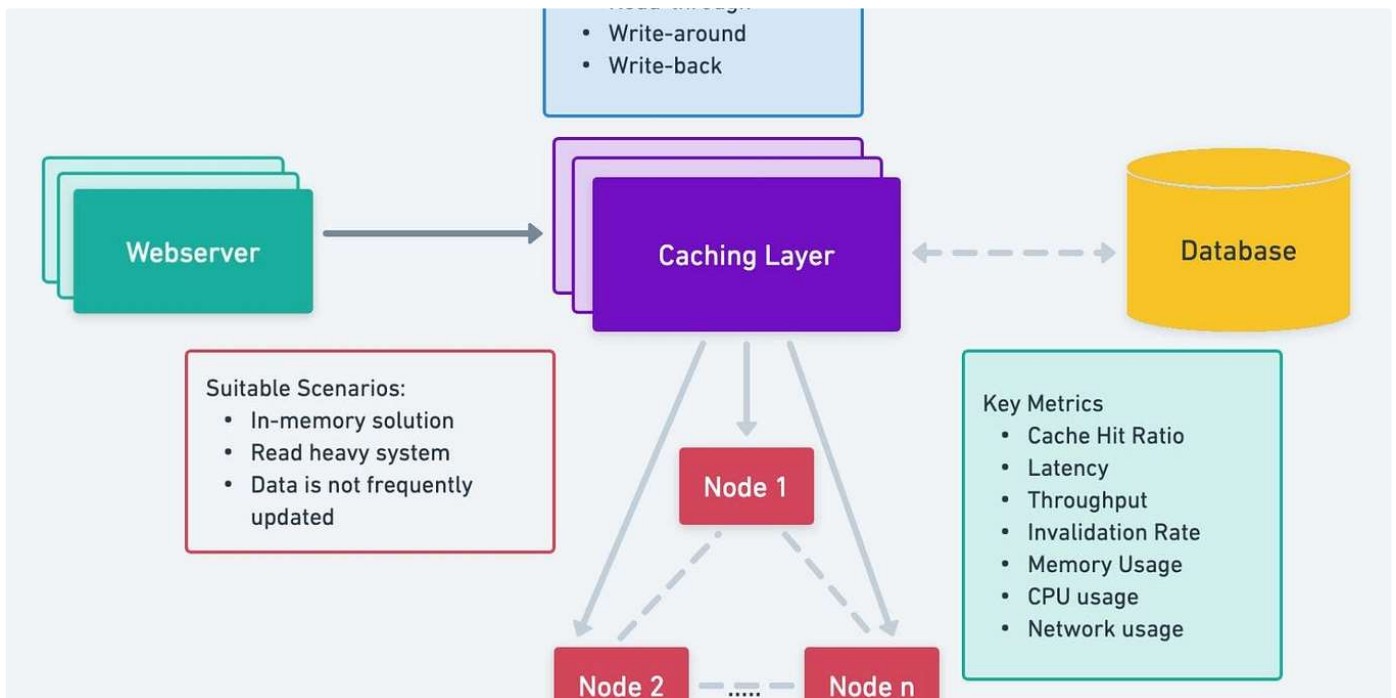 • Write-around
• Write-back
Webserver
Caching Layer
Database
Suitable Scenarios:
• In-memory solution
• Read heavy system
• Data is not frequently
updated
Key Metrics
• Cache Hit Ratio
• Latency
• Throughput
• Invalidation Rate
• Memory Usage
• CPU usage
• Network usage
Node 1
Node 2
.....
Node n